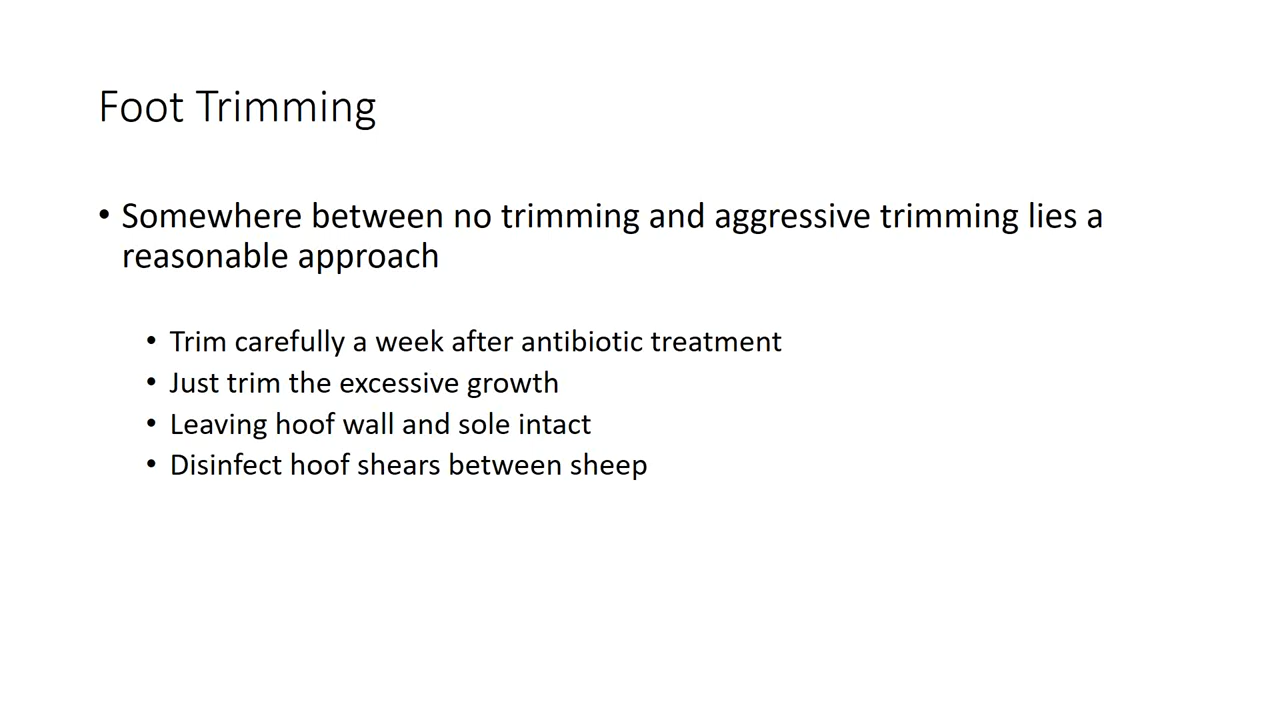 Foot Trimming
• Somewhere between no trimming and aggressive trimming lies a
reasonable approach
• Trim carefully a week after antibiotic treatment
• Just trim the excessive growth
• Leaving hoof wall and sole intact
• Disinfect hoof shears between sheep